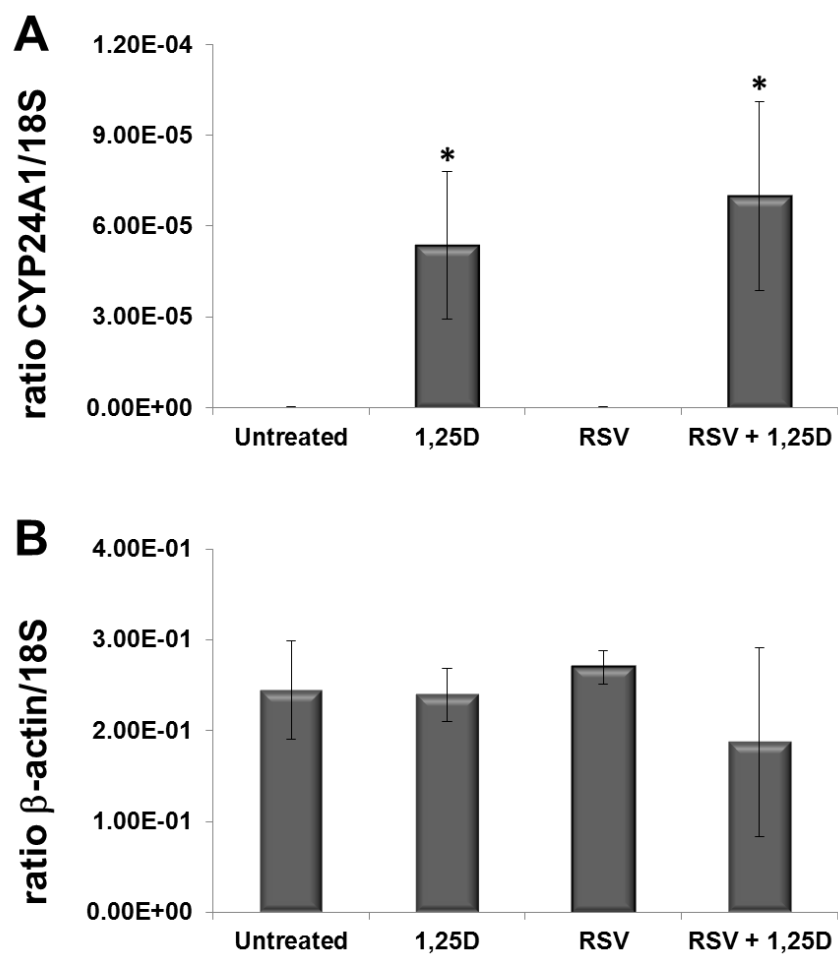 A
ratio CYP24A1/18S
1.20E-04
9.00E-05
6.00E-05
3.00E-05
0.00E+00
*
*
Untreated 1,25D RSV RSV + 1,25D
B
ratio β-actin/18S
4.00E-01
3.00E-01
2.00E-01
1.00E-01
0.00E+00
Untreated 1,25D RSV RSV + 1,25D